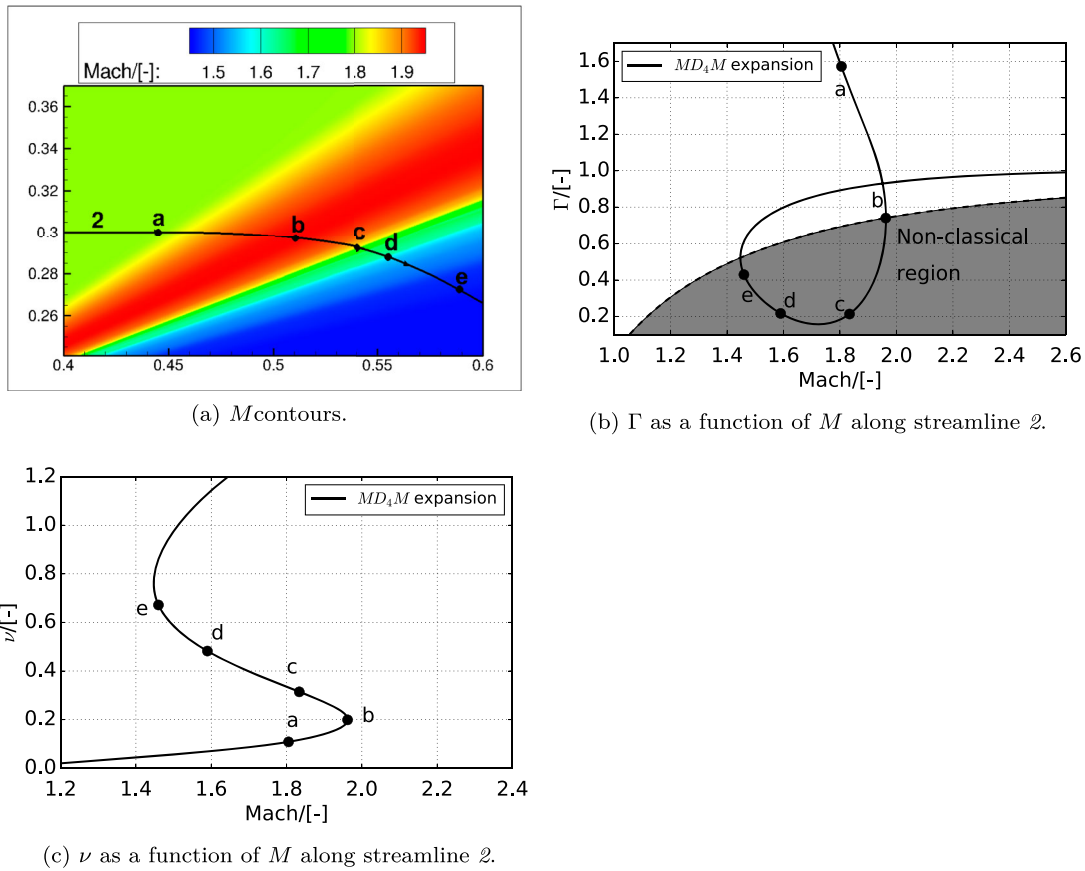 Mach/[-]:
1.5 1.6 1.7 1.8 1.9
0.36
0.34
0.32
0.3
0.28
0.26
2 a b c d e
0.4 0.45 0.5 0.55 0.6
(a) Mcontours.
MD₄M expansion
Γ/[-]
1.6
1.4
1.2
1.0
0.8
0.6
0.4
0.2
a
b
Non-classical
region
e d c
1.0 1.2 1.4 1.6 1.8 2.0 2.2 2.4 2.6
Mach/[-]
(b) Γ as a function of M along streamline 2.
MD₄M expansion
ν/[-]
1.2
1.0
0.8
0.6
0.4
0.2
0.0
e
d
c
a b
1.2 1.4 1.6 1.8 2.0 2.2 2.4
Mach/[-]
(c) ν as a function of M along streamline 2.